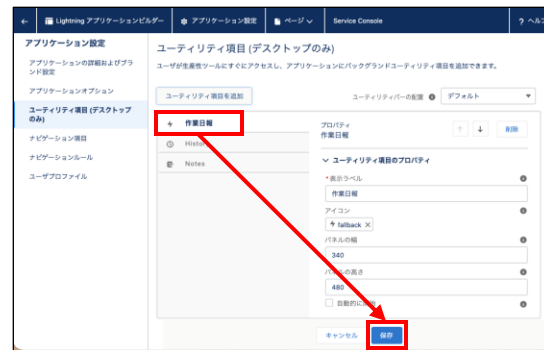 Lightning アプリケーションビルダー
アプリケーション設定
ページ
Service Console
? ヘル
アプリケーション設定
アプリケーションの詳細およびブランド設定
アプリケーションオプション
ユーティリティ項目 (デスクトップのみ)
ナビゲーション項目
ナビゲーションルール
ユーザプロファイル
ユーティリティ項目 (デスクトップのみ)
ユーザが生産性ツールにすぐにアクセスし、アプリケーションにバックグランドユーティリティ項目を追加できます。
ユーティリティ項目を追加
ユーティリティバーの配置
デフォルト
作業日報
History
Notes
プロパティ
作業日報
削除
ユーティリティ項目のプロパティ
*表示ラベル
作業日報
アイコン
fallback ×
パネルの幅
340
パネルの高さ
480
自動的に
キャンセル
保存